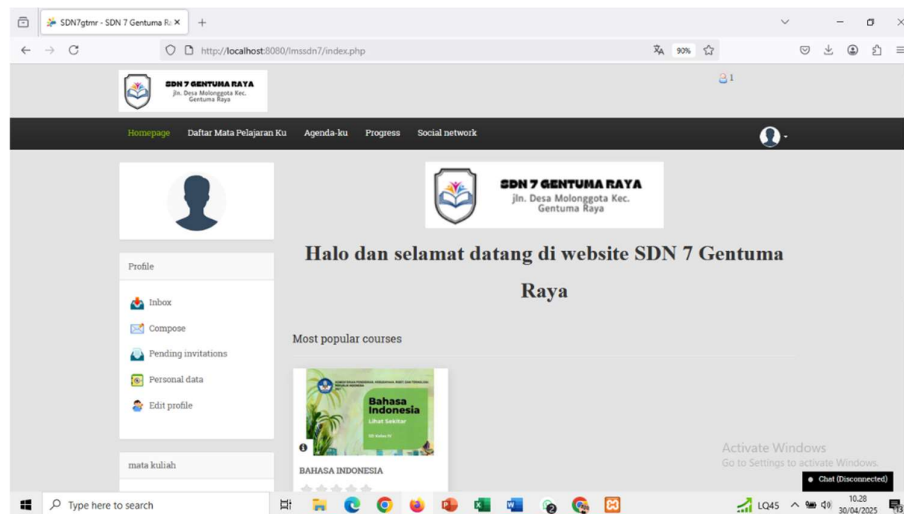 SDN7gtmr - SDN 7 Gentuma R
http://localhost:8080/lmssdn7/index.php
90%
SDN 7 GENTUMA RAYA
jln. Desa Molonggota Kec.
Gentuma Raya
1
Homepage Daftar Mata Pelajaran Ku Agenda-ku Progress Social network
SDN 7 GENTUMA RAYA
jln. Desa Molonggota Kec.
Gentuma Raya
Halo dan selamat datang di website SDN 7 Gentuma
Raya
Profile
Inbox
Compose
Pending invitations
Personal data
Edit profile
Most popular courses
Bahasa
Indonesia
Lihat Sekitar
BAHASA INDONESIA
mata kuliah
Activate Windows
Go to Settings to activate Windows.
Chat (Disconnected)
Type here to search
LQ45
10.28
30/04/2025